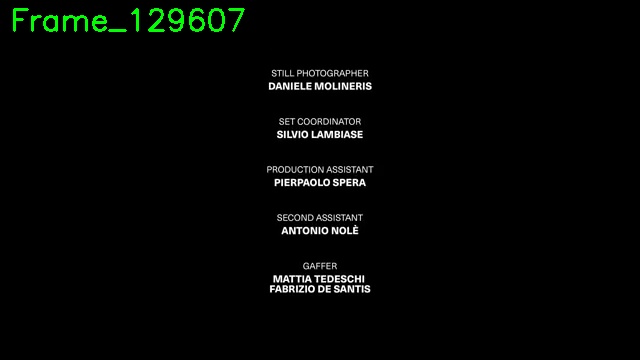 Frame_129607
STILL PHOTOGRAPHER
DANIELE MOLINERIS
SET COORDINATOR
SILVIO LAMBIASE
PRODUCTION ASSISTANT
PIERPAOLO SPERA
SECOND ASSISTANT
ANTONIO NOLÈ
GAFFER
MATTIA TEDESCHI
FABRIZIO DE SANTIS